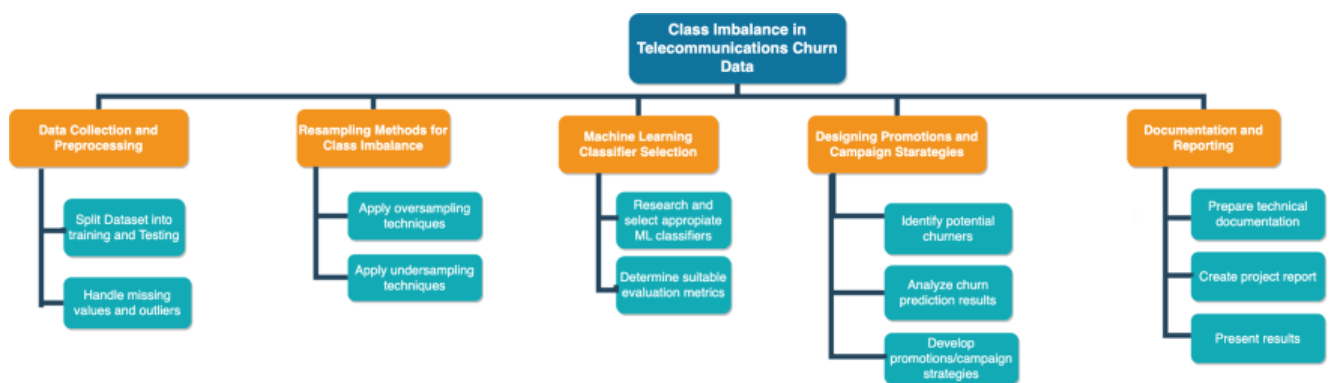 Class Imbalance in
Telecommunications Churn
Data
Data Collection and
Preprocessing
Split Dataset into
training and Testing
Handle missing
values and outliers
Resampling Methods for
Class Imbalance
Apply oversampling
techniques
Apply undersampling
techniques
Machine Learning
Classifier Selection
Research and
select appropiate
ML classifiers
Determine suitable
evaluation metrics
Designing Promotions and
Campaign Starategies
Identify potential
churners
Analyze churn
prediction results
Develop
promotions/campaign
strategies
Documentation and
Reporting
Prepare technical
documentation
Create project report
Present results